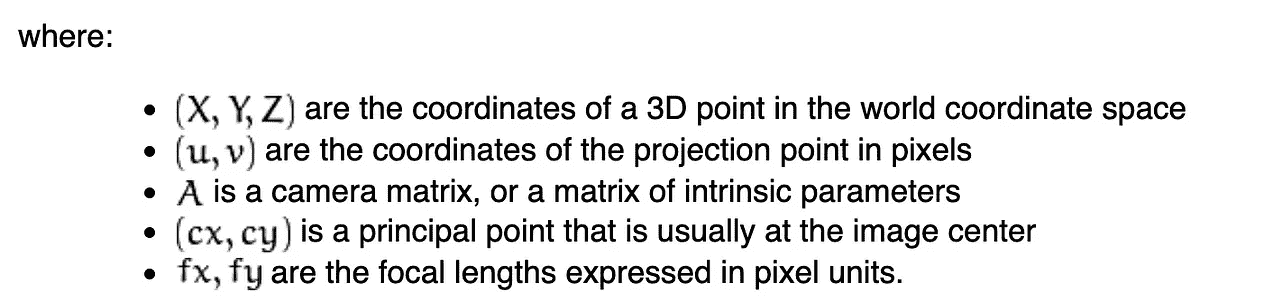 where:
• (X, Y, Z) are the coordinates of a 3D point in the world coordinate space
• (u, v) are the coordinates of the projection point in pixels
• A is a camera matrix, or a matrix of intrinsic parameters
• (cx, cy) is a principal point that is usually at the image center
• fx, fy are the focal lengths expressed in pixel units.